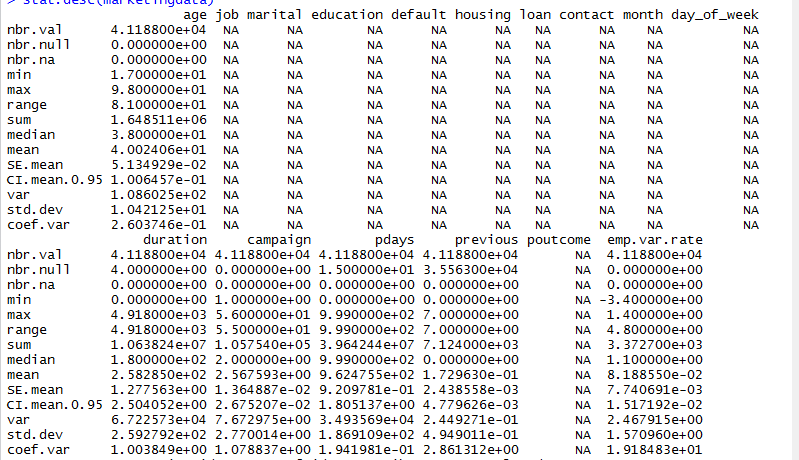 > stat.desc(marketingdata)
age job marital education default housing loan contact month day_of_week
nbr.val 4.118800e+04 NA NA NA NA NA NA NA NA NA
nbr.null 0.000000e+00 NA NA NA NA NA NA NA NA NA
nbr.na 0.000000e+00 NA NA NA NA NA NA NA NA NA
min 1.700000e+01 NA NA NA NA NA NA NA NA NA
max 9.800000e+01 NA NA NA NA NA NA NA NA NA
range 8.100000e+01 NA NA NA NA NA NA NA NA NA
sum 1.648511e+06 NA NA NA NA NA NA NA NA NA
median 3.800000e+01 NA NA NA NA NA NA NA NA NA
mean 4.002406e+01 NA NA NA NA NA NA NA NA NA
SE.mean 5.134929e-02 NA NA NA NA NA NA NA NA NA
CI.mean.0.95 1.006457e-01 NA NA NA NA NA NA NA NA NA
var 1.086025e+02 NA NA NA NA NA NA NA NA NA
std.dev 1.042125e+01 NA NA NA NA NA NA NA NA NA
coef.var 2.603746e-01 NA NA NA NA NA NA NA NA NA
duration campaign pdays previous poutcome emp.var.rate
nbr.val 4.118800e+04 4.118800e+04 4.118800e+04 4.118800e+04 NA 4.118800e+04
nbr.null 4.000000e+00 0.000000e+00 1.500000e+01 3.556300e+04 NA 0.000000e+00
nbr.na 0.000000e+00 0.000000e+00 0.000000e+00 0.000000e+00 NA 0.000000e+00
min 0.000000e+00 1.000000e+00 0.000000e+00 0.000000e+00 NA -3.400000e+00
max 4.918000e+03 5.600000e+01 9.990000e+02 7.000000e+00 NA 1.400000e+00
range 4.918000e+03 5.500000e+01 9.990000e+02 7.000000e+00 NA 4.800000e+00
sum 1.063824e+07 1.057540e+05 3.964244e+07 7.124000e+03 NA 3.372700e+03
median 1.800000e+02 2.000000e+00 9.990000e+02 0.000000e+00 NA 1.100000e+00
mean 2.582850e+02 2.567593e+00 9.624755e+02 1.729630e-01 NA 8.188550e-02
SE.mean 1.277563e+00 1.364887e-02 9.209781e-01 2.438558e-03 NA 7.740691e-03
CI.mean.0.95 2.504052e+00 2.675207e-02 1.805137e+00 4.779626e-03 NA 1.517192e-02
var 6.722573e+04 7.672975e+00 3.493569e+04 2.449271e-01 NA 2.467915e+00
std.dev 2.592792e+02 2.770014e+00 1.869109e+02 4.949011e-01 NA 1.570960e+00
coef.var 1.003849e+00 1.078837e+00 1.941981e-01 2.861312e+00 NA 1.918483e+01